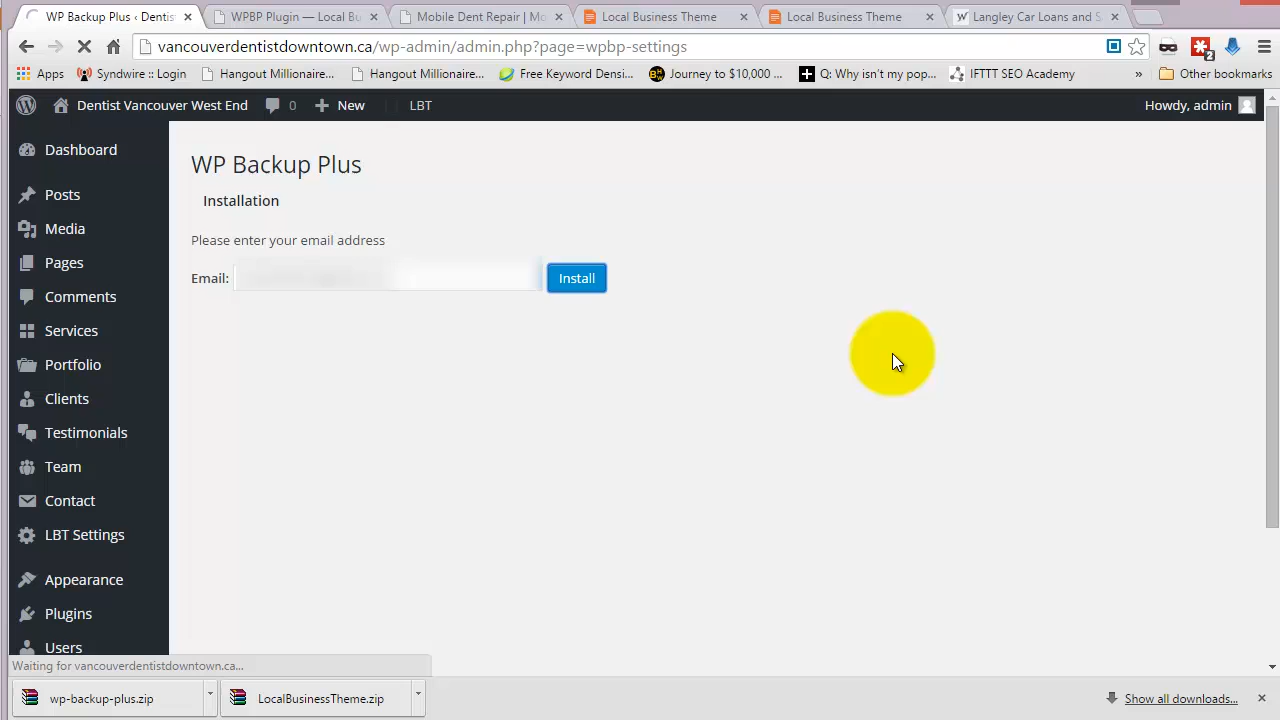 WP Backup Plus ‹ Dentis
WPBP Plugin — Local Bu
Mobile Dent Repair | Mo
Local Business Theme
Local Business Theme
Langley Car Loans and S
vancouverdentistdowntown.ca/wp-admin/admin.php?page=wpbp-settings
2
Apps
Syndwire :: Login
Hangout Millionaire...
Hangout Millionaire...
Free Keyword Densi...
Journey to $10,000 ...
Q: Why isn't my pop...
IFTTT SEO Academy
»
Other bookmarks
Dentist Vancouver West End
0
New
LBT
Howdy, admin
Dashboard
Posts
Media
Pages
Comments
Services
Portfolio
Clients
Testimonials
Team
Contact
LBT Settings
Appearance
Plugins
Users
WP Backup Plus
Installation
Please enter your email address
Email:
Install
Waiting for vancouverdentistdowntown.ca...
wp-backup-plus.zip
LocalBusinessTheme.zip
Show all downloads...